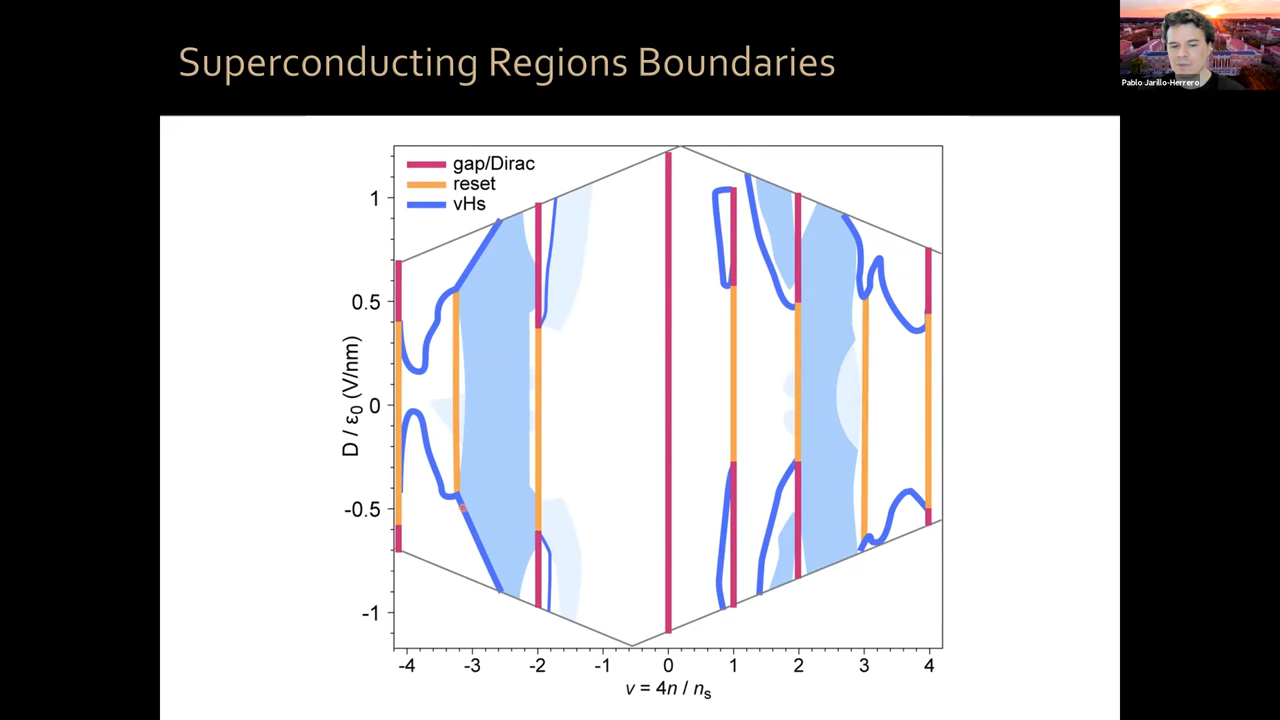 Superconducting Regions Boundaries
Pablo Jarillo-Herrero
gap/Dirac
reset
vHs
1
0.5
0
-0.5
-1
D / ε0 (V/nm)
-4 -3 -2 -1 0 1 2 3 4
v = 4n / ns